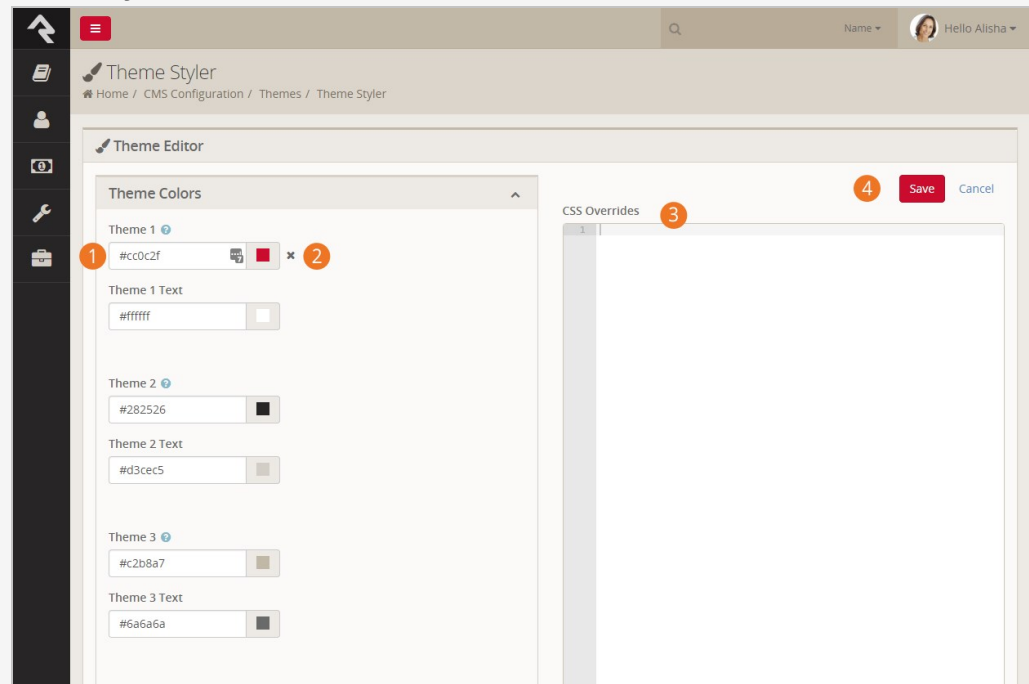 Name
Hello Alisha
Theme Styler
Home / CMS Configuration / Themes / Theme Styler
Theme Editor
Theme Colors
4
Save
Cancel
CSS Overrides
3
1
Theme 1
1
#cc0c2f
2
Theme 1 Text
#ffffff
Theme 2
#282526
Theme 2 Text
#d3cec5
Theme 3
#c2b8a7
Theme 3 Text
#6a6a6a